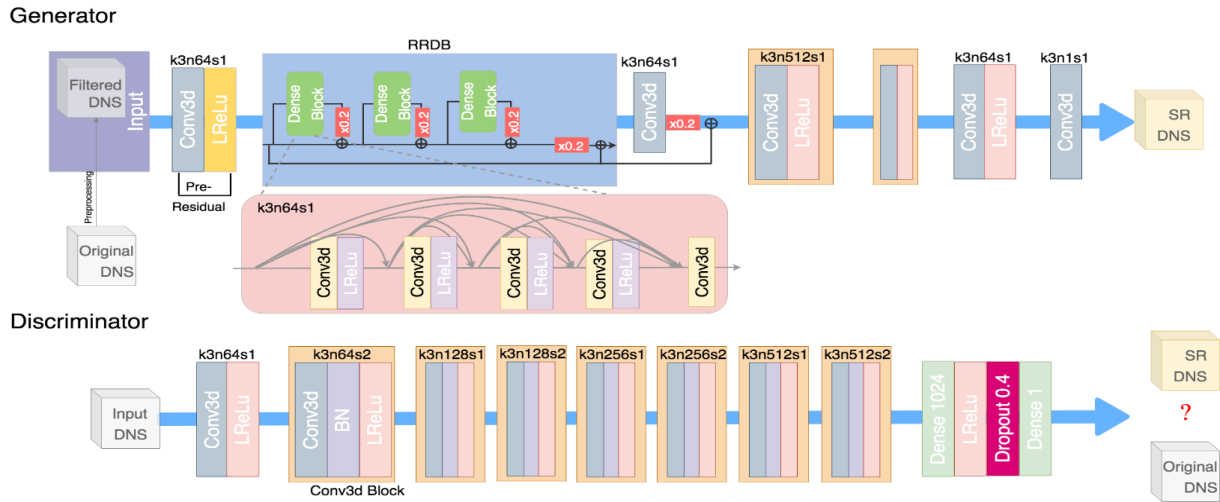 Generator
RRDB
k3n64s1
k3n64s1
k3n512s1
k3n64s1
k3n1s1
Filtered
DNS
Input
Conv3d
LReLu
Dense
Block
x0.2
Dense
Block
x0.2
Dense
Block
x0.2
x0.2
Conv3d
x0.2
Conv3d
LReLu
Conv3d
LReLu
Conv3d
SR
DNS
Pre-
Residual
Preprocessing
Original
DNS
k3n64s1
Conv3d
LReLu
Conv3d
LReLu
Conv3d
LReLu
Conv3d
LReLu
Conv3d
Discriminator
k3n64s1
k3n64s2
k3n128s1
k3n128s2
k3n256s1
k3n256s2
k3n512s1
k3n512s2
Input
DNS
Conv3d
LReLu
Conv3d
BN
LReLu
Conv3d Block
Dense 1024
LReLu
Dropout 0.4
Dense 1
SR
DNS
?
Original
DNS